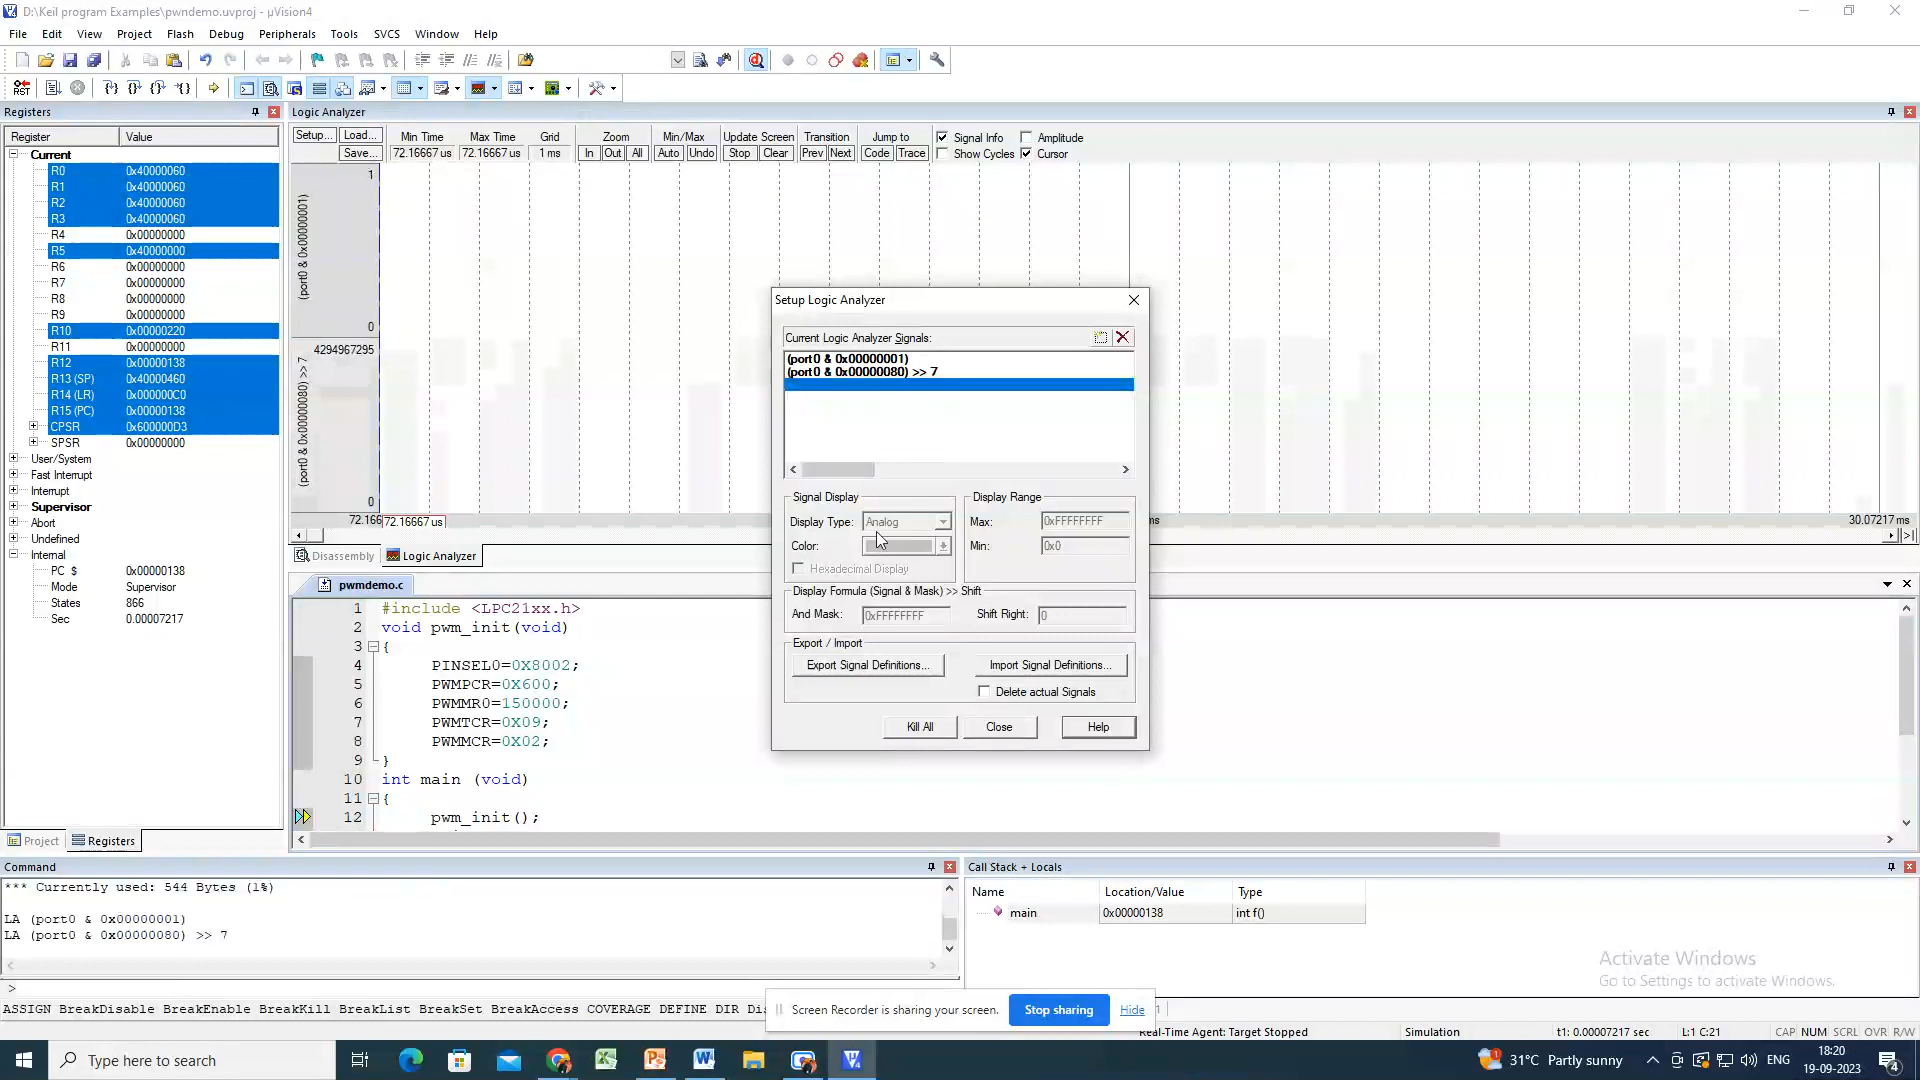 D:\Keil program Examples\pwndemo.uvproj - µVision4
File Edit View Project Flash Debug Peripherals Tools SVCS Window Help
Registers
Register Value
Current
R0 0x40000060
R1 0x40000060
R2 0x40000060
R3 0x40000060
R4 0x00000000
R5 0x40000000
R6 0x00000000
R7 0x00000000
R8 0x00000000
R9 0x00000000
R10 0x00000220
R11 0x00000000
R12 0x00000138
R13 (SP) 0x40000460
R14 (LR) 0x000000C0
R15 (PC) 0x00000138
CPSR 0x600000D3
SPSR 0x00000000
User/System
Fast Interrupt
Interrupt
Supervisor
Abort
Undefined
Internal
PC $ 0x00000138
Mode Supervisor
States 866
Sec 0.00007217
Project Registers
Logic Analyzer
Setup... Load... Min Time Max Time Grid Zoom Min/Max Update Screen Transition Jump to Signal Info Amplitude
Save... 72.16667 us 72.16667 us 1 ms In Out All Auto Undo Stop Clear Prev Next Code Trace Show Cycles Cursor
1
(port0 & 0x00000001)
0
4294967295
(port0 & 0x00000080) >> 7
0
72.166 72.16667 us ms 30.07217 ms
Disassembly Logic Analyzer
Setup Logic Analyzer
Current Logic Analyzer Signals:
(port0 & 0x00000001)
(port0 & 0x00000080) >> 7
Signal Display Display Range
Display Type: Analog Max: 0xFFFFFFFF
Color: Min: 0x0
Hexadecimal Display
Display Formula (Signal & Mask) >> Shift
And Mask: 0xFFFFFFFF Shift Right: 0
Export / Import
Export Signal Definitions... Import Signal Definitions...
Delete actual Signals
Kill All Close Help
pwmdemo.c
1 #include <LPC21xx.h>
2 void pwm_init(void)
3 {
4 PINSEL0=0X8002;
5 PWMPCR=0X600;
6 PWMMR0=150000;
7 PWMTCR=0X09;
8 PWMMCR=0X02;
9 }
10 int main (void)
11 {
12 pwm_init();
Command
*** Currently used: 544 Bytes (1%)
LA (port0 & 0x00000001)
LA (port0 & 0x00000080) >> 7
>
ASSIGN BreakDisable BreakEnable BreakKill BreakList BreakSet BreakAccess COVERAGE DEFINE DIR
Call Stack + Locals
Name Location/Value Type
main 0x00000138 int f()
Activate Windows
Go to Settings to activate Windows.
Screen Recorder is sharing your screen. Stop sharing Hide
Real-Time Agent: Target Stopped Simulation t1: 0.00007217 sec L:1 C:21 CAP NUM SCRL OVR R/W
Type here to search
31°C Partly sunny ENG 18:20
19-09-2023
4